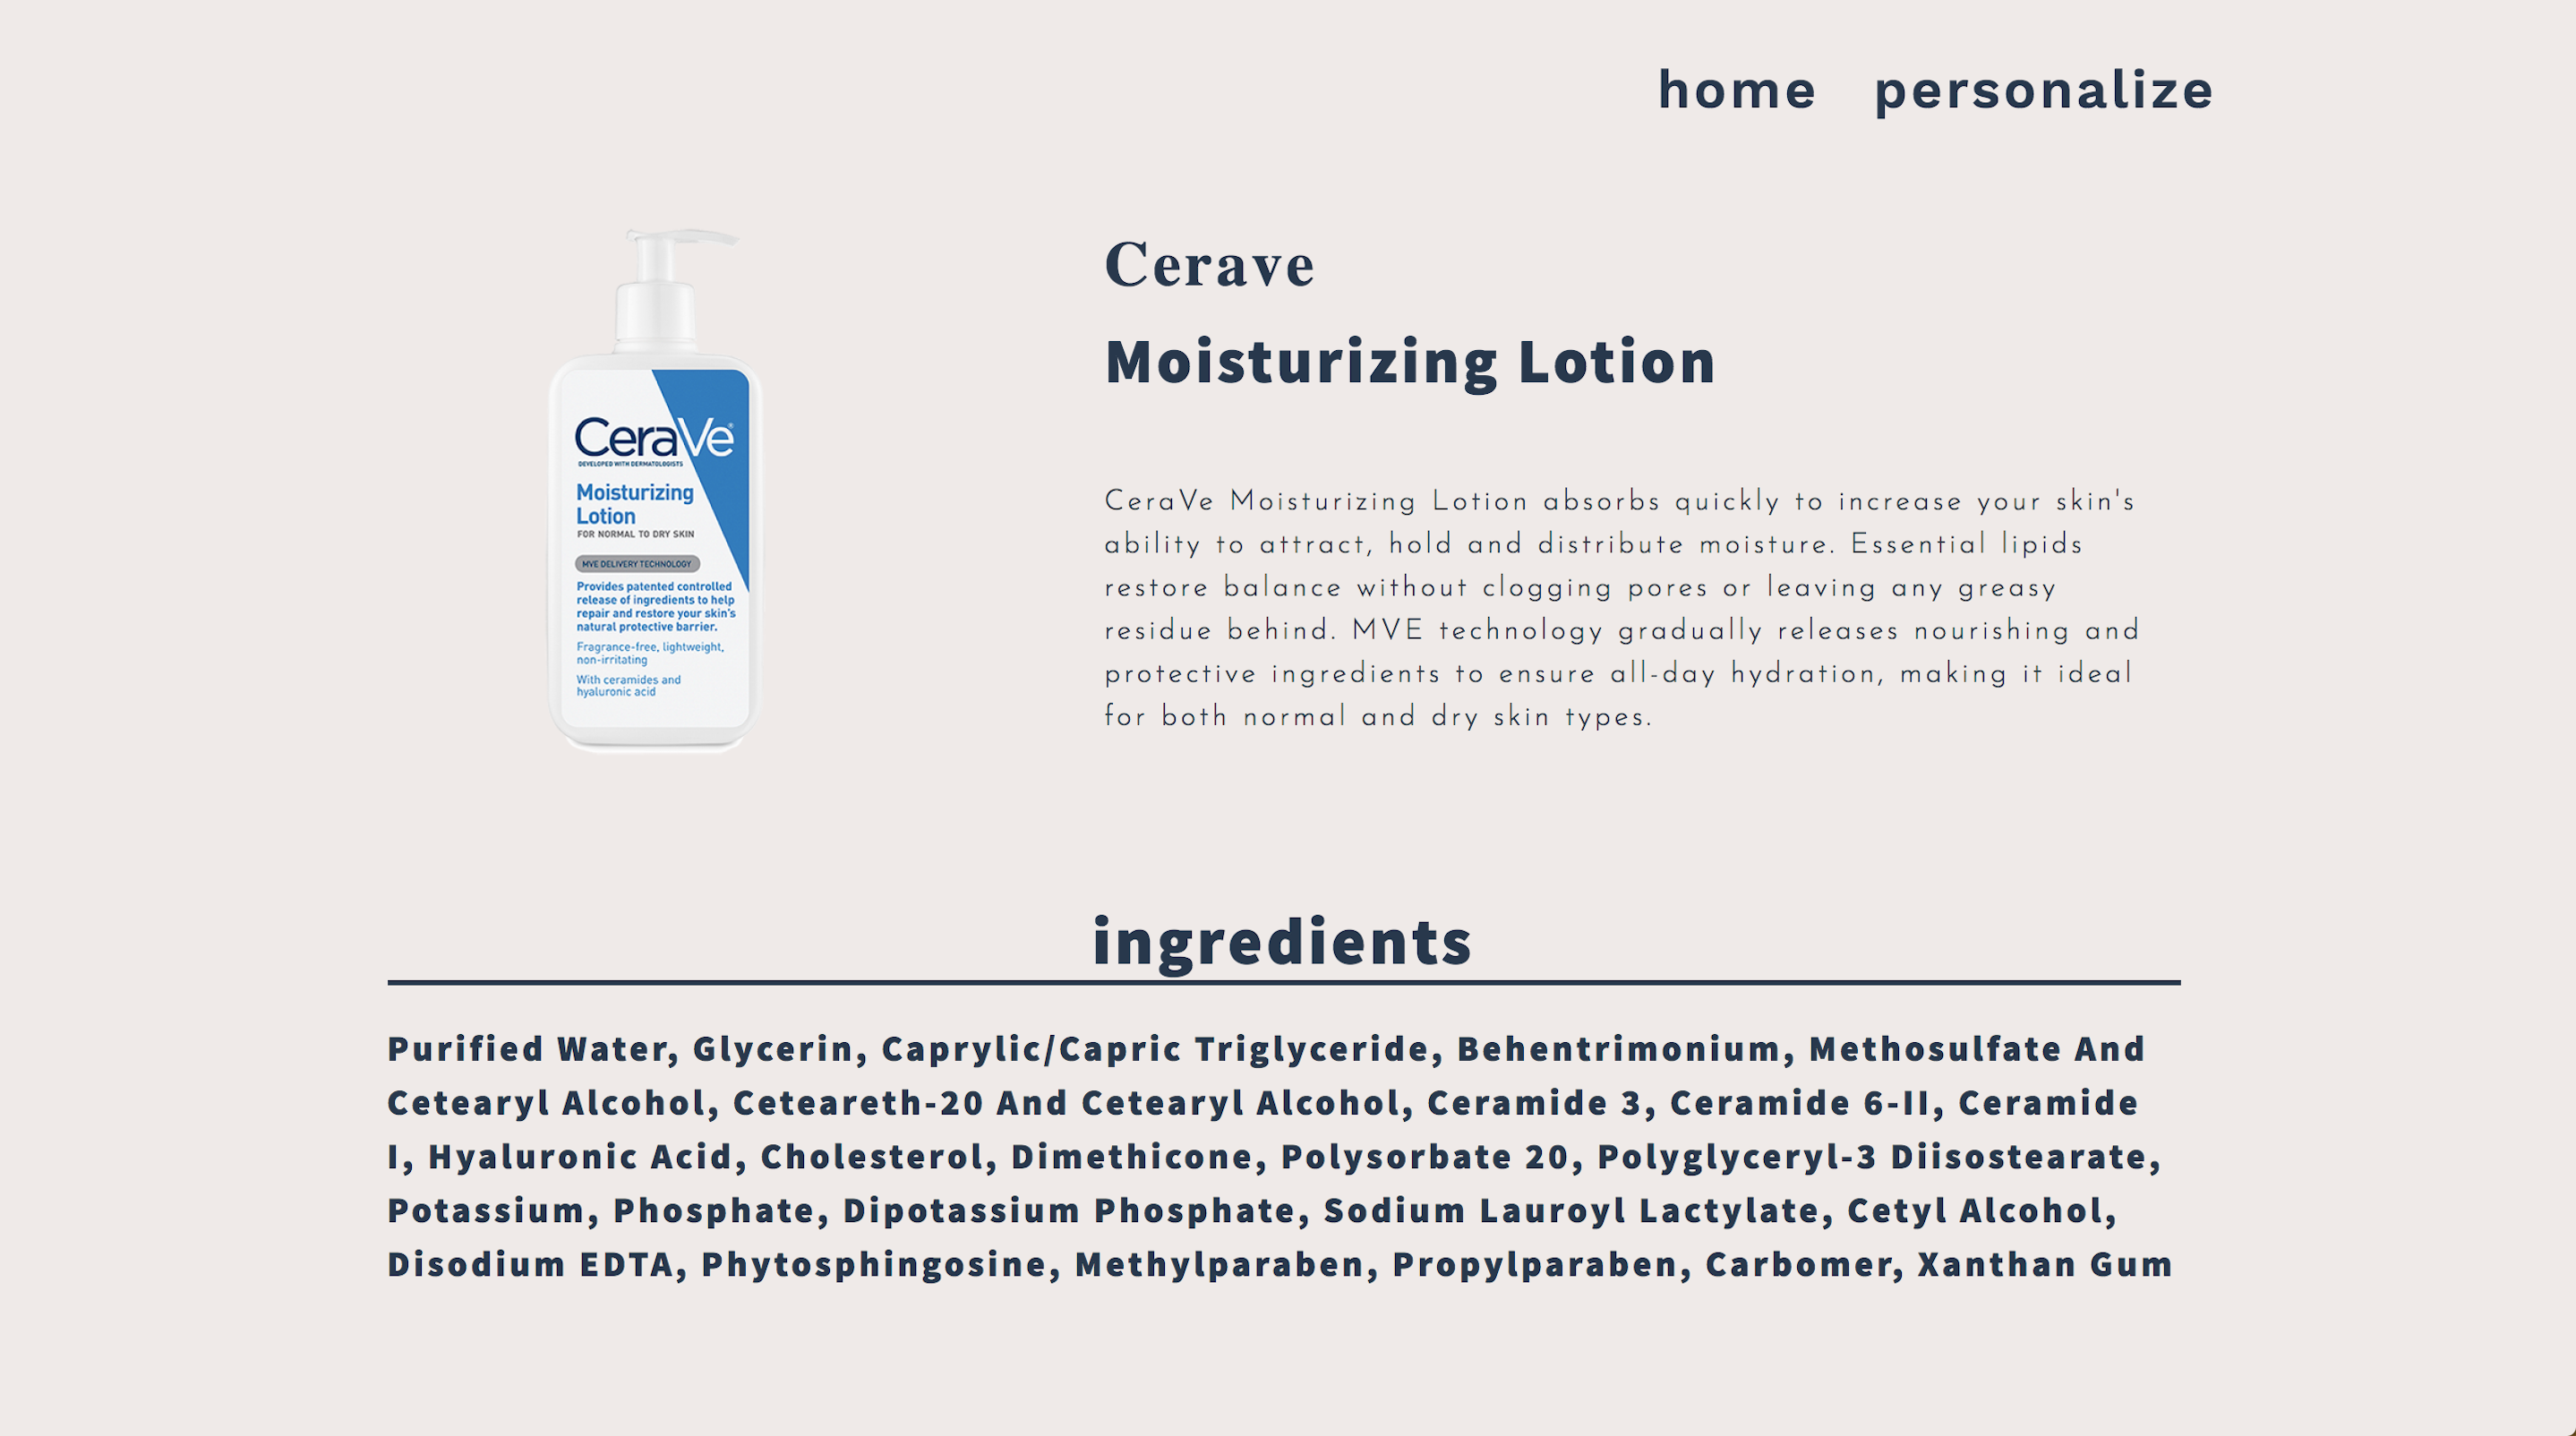 home personalize
CeraVe
DEVELOPED WITH DERMATOLOGISTS
Moisturizing
Lotion
FOR NORMAL TO DRY SKIN
MVE DELIVERY TECHNOLOGY
Provides patented controlled
release of ingredients to help
repair and restore your skin's
natural protective barrier.
Fragrance-free, lightweight,
non-irritating
With ceramides and
hyaluronic acid
Cerave
Moisturizing Lotion
CeraVe Moisturizing Lotion absorbs quickly to increase your skin's
ability to attract, hold and distribute moisture. Essential lipids
restore balance without clogging pores or leaving any greasy
residue behind. MVE technology gradually releases nourishing and
protective ingredients to ensure all-day hydration, making it ideal
for both normal and dry skin types.
ingredients
Purified Water, Glycerin, Caprylic/Capric Triglyceride, Behentrimonium, Methosulfate And
Cetearyl Alcohol, Ceteareth-20 And Cetearyl Alcohol, Ceramide 3, Ceramide 6-II, Ceramide
I, Hyaluronic Acid, Cholesterol, Dimethicone, Polysorbate 20, Polyglyceryl-3 Diisostearate,
Potassium, Phosphate, Dipotassium Phosphate, Sodium Lauroyl Lactylate, Cetyl Alcohol,
Disodium EDTA, Phytosphingosine, Methylparaben, Propylparaben, Carbomer, Xanthan Gum